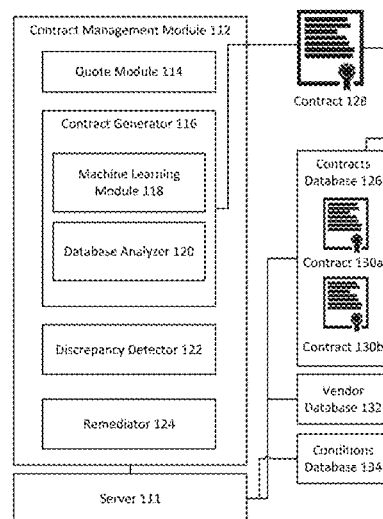 Contract Management Module 112
Quote Module 114
Contract Generator 116
Machine Learning
Module 118
Database Analyzer 120
Discrepancy Detector 122
Remediator 124
Server 111
Contract 128
Contracts
Database 126
Contract 130a
Contract 130b
Vendor
Database 132
Conditions
Database 134